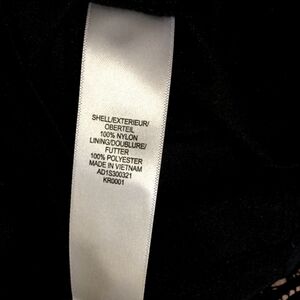 SHELL/EXTERIEUR/
OBERTEIL
100% NYLON
LINING/DOUBLURE/
FUTTER
100% POLYESTER
MADE IN VIETNAM
AD1S300321
KR0001